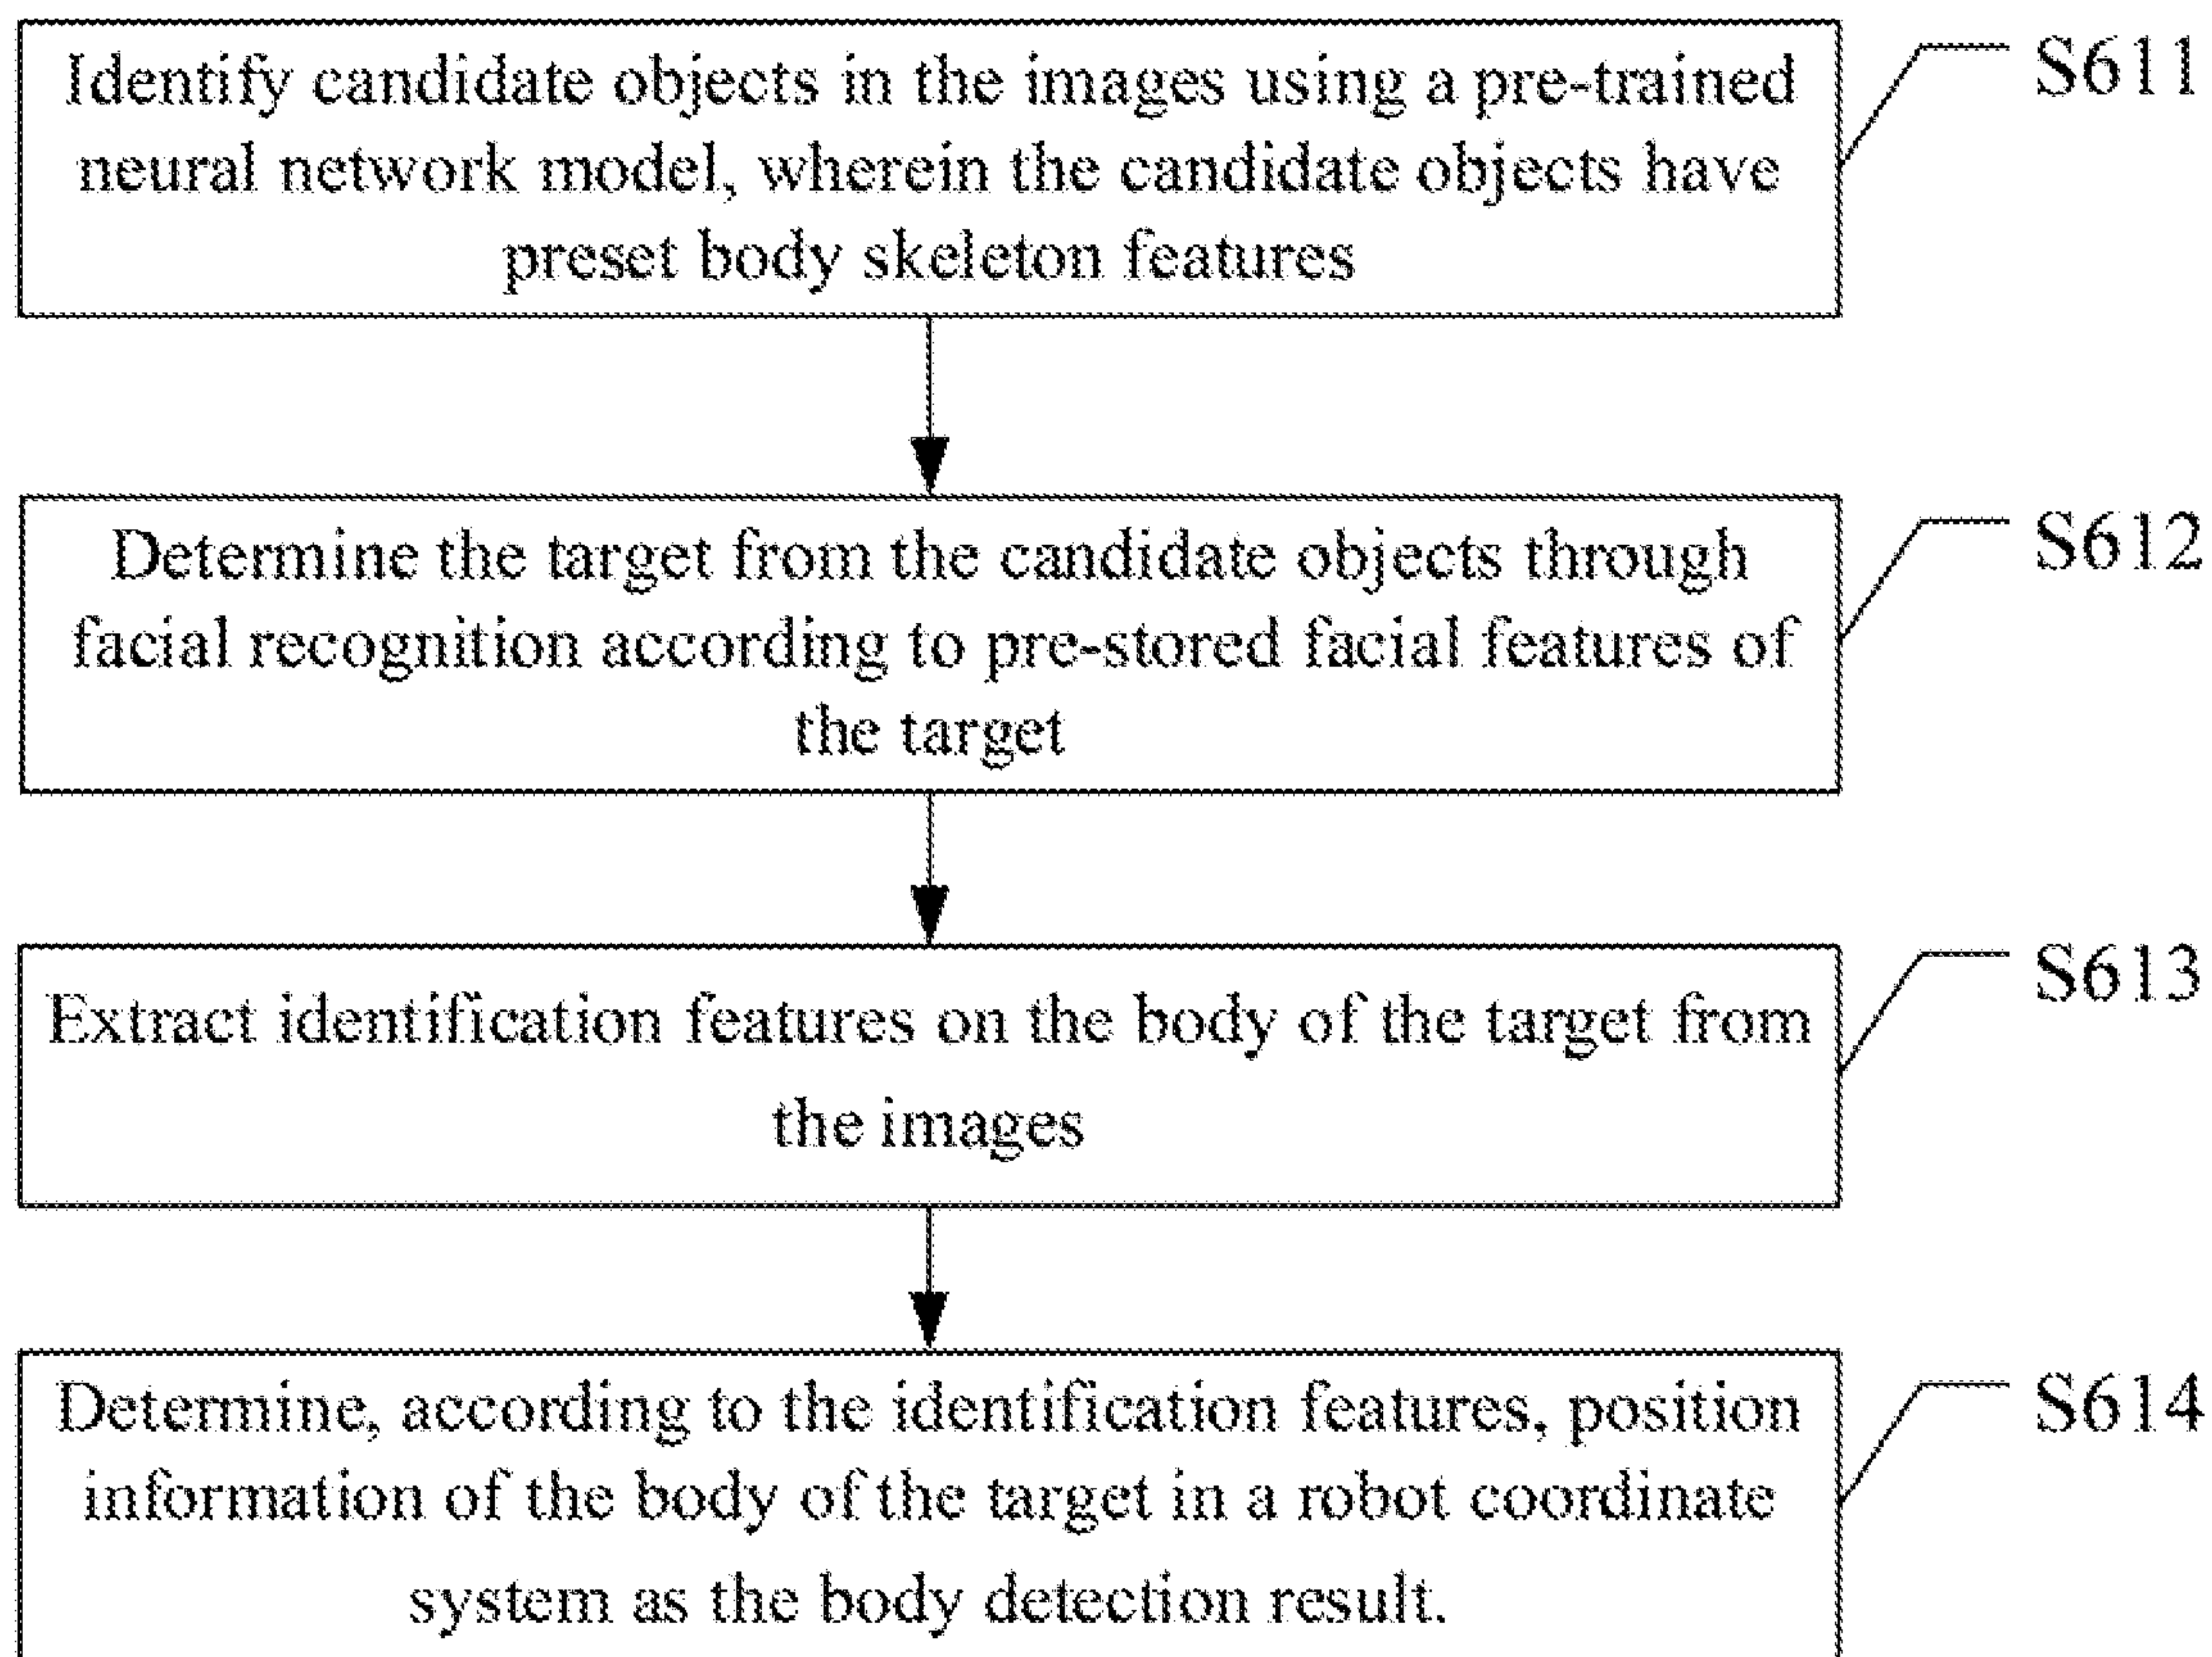 Identify candidate objects in the images using a pre-trained
neural network model, wherein the candidate objects have
preset body skeleton features
S611
Determine the target from the candidate objects through
facial recognition according to pre-stored facial features of
the target
S612
Extract identification features on the body of the target from
the images
S613
Determine, according to the identification features, position
information of the body of the target in a robot coordinate
system as the body detection result.
S614